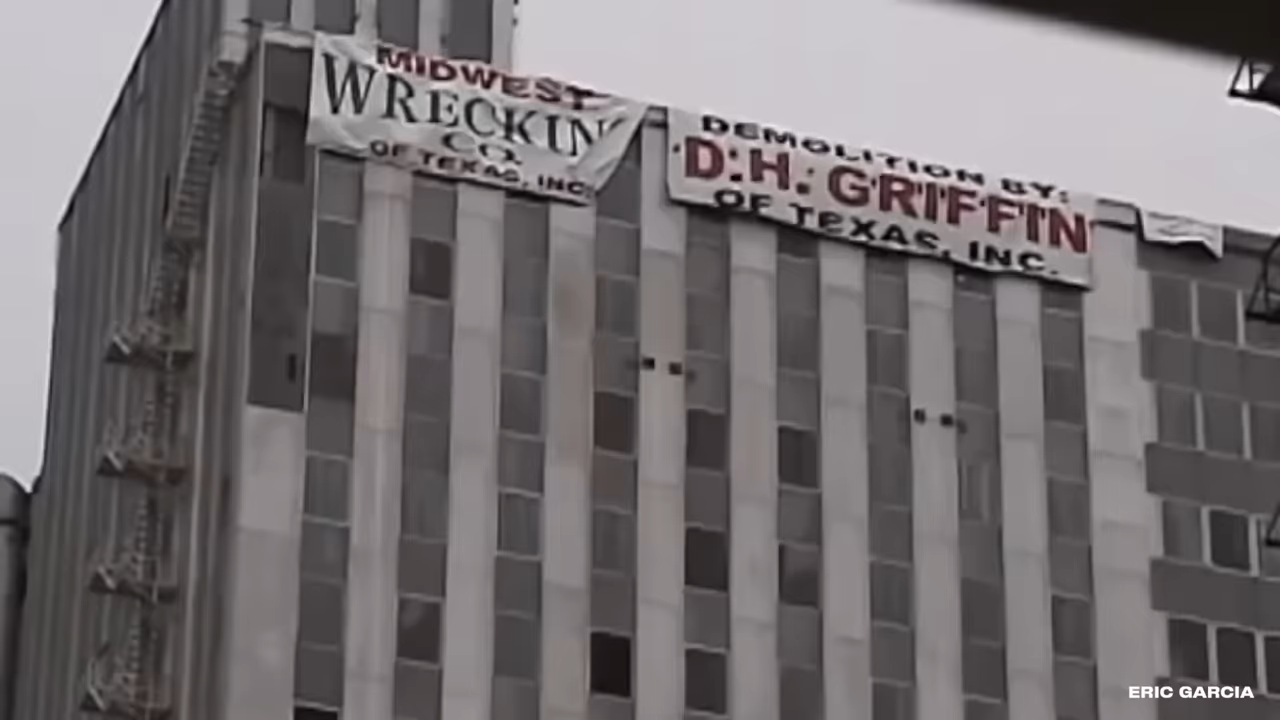 MIDWEST
WRECKIN
CO.
OF TEXAS, INC.
DEMOLITION BY:
D.H. GRIFFIN
OF TEXAS, INC.
ERIC GARCIA